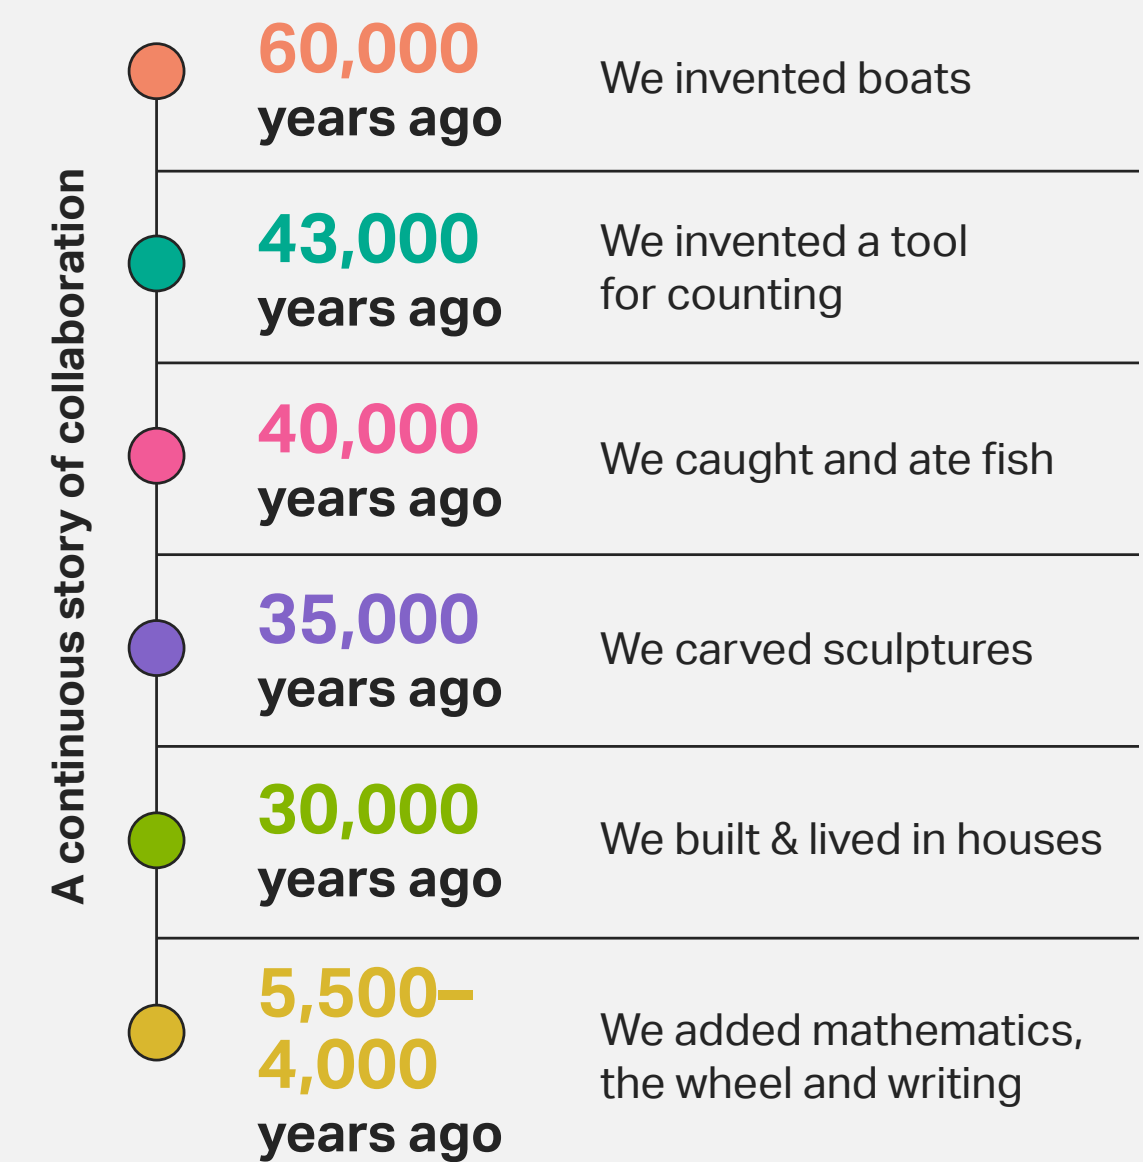 A continuous story of collaboration
60,000
years ago
We invented boats
43,000
years ago
We invented a tool
for counting
40,000
years ago
We caught and ate fish
35,000
years ago
We carved sculptures
30,000
years ago
We built & lived in houses
5,500–
4,000
years ago
We added mathematics,
the wheel and writing